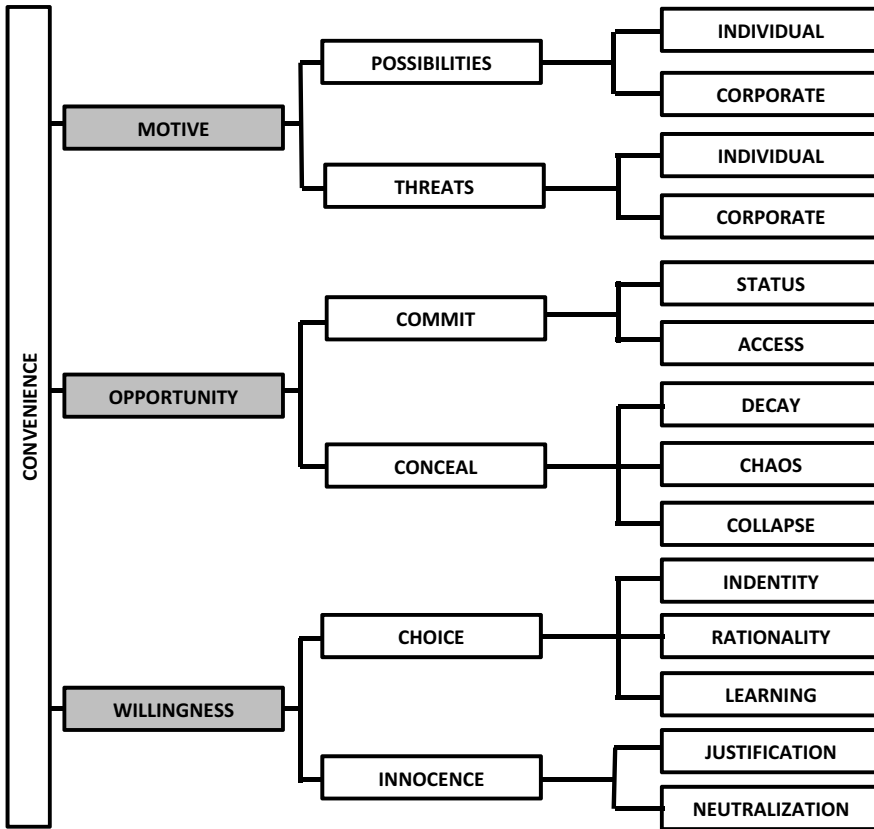 CONVENIENCE
MOTIVE
POSSIBILITIES
INDIVIDUAL
CORPORATE
THREATS
INDIVIDUAL
CORPORATE
OPPORTUNITY
COMMIT
STATUS
ACCESS
CONCEAL
DECAY
CHAOS
COLLAPSE
WILLINGNESS
CHOICE
INDENTITY
RATIONALITY
LEARNING
INNOCENCE
JUSTIFICATION
NEUTRALIZATION